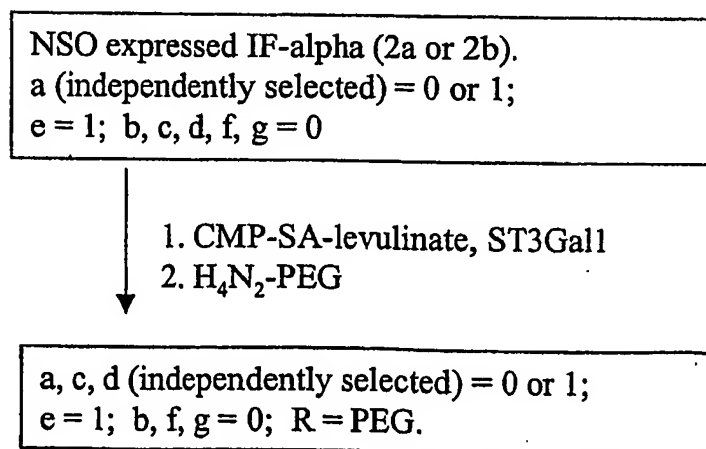 NSO expressed IF-alpha (2a or 2b).
a (independently selected) = 0 or 1;
e = 1; b, c, d, f, g = 0
1. CMP-SA-levulinate, ST3Gal1
2. H₄N₂-PEG
a, c, d (independently selected) = 0 or 1;
e = 1; b, f, g = 0; R = PEG.